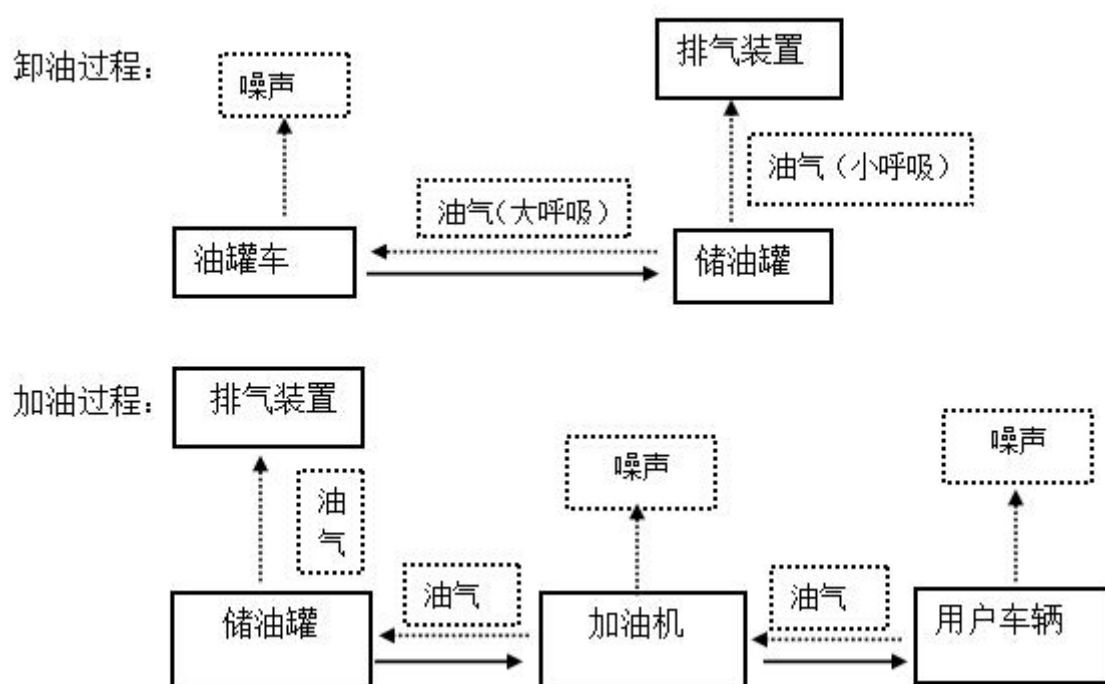 卸油过程：
噪声
排气装置
油气（小呼吸）
油气（大呼吸）
油罐车
储油罐
加油过程：
排气装置
噪声
噪声
油
气
油气
油气
储油罐
加油机
用户车辆